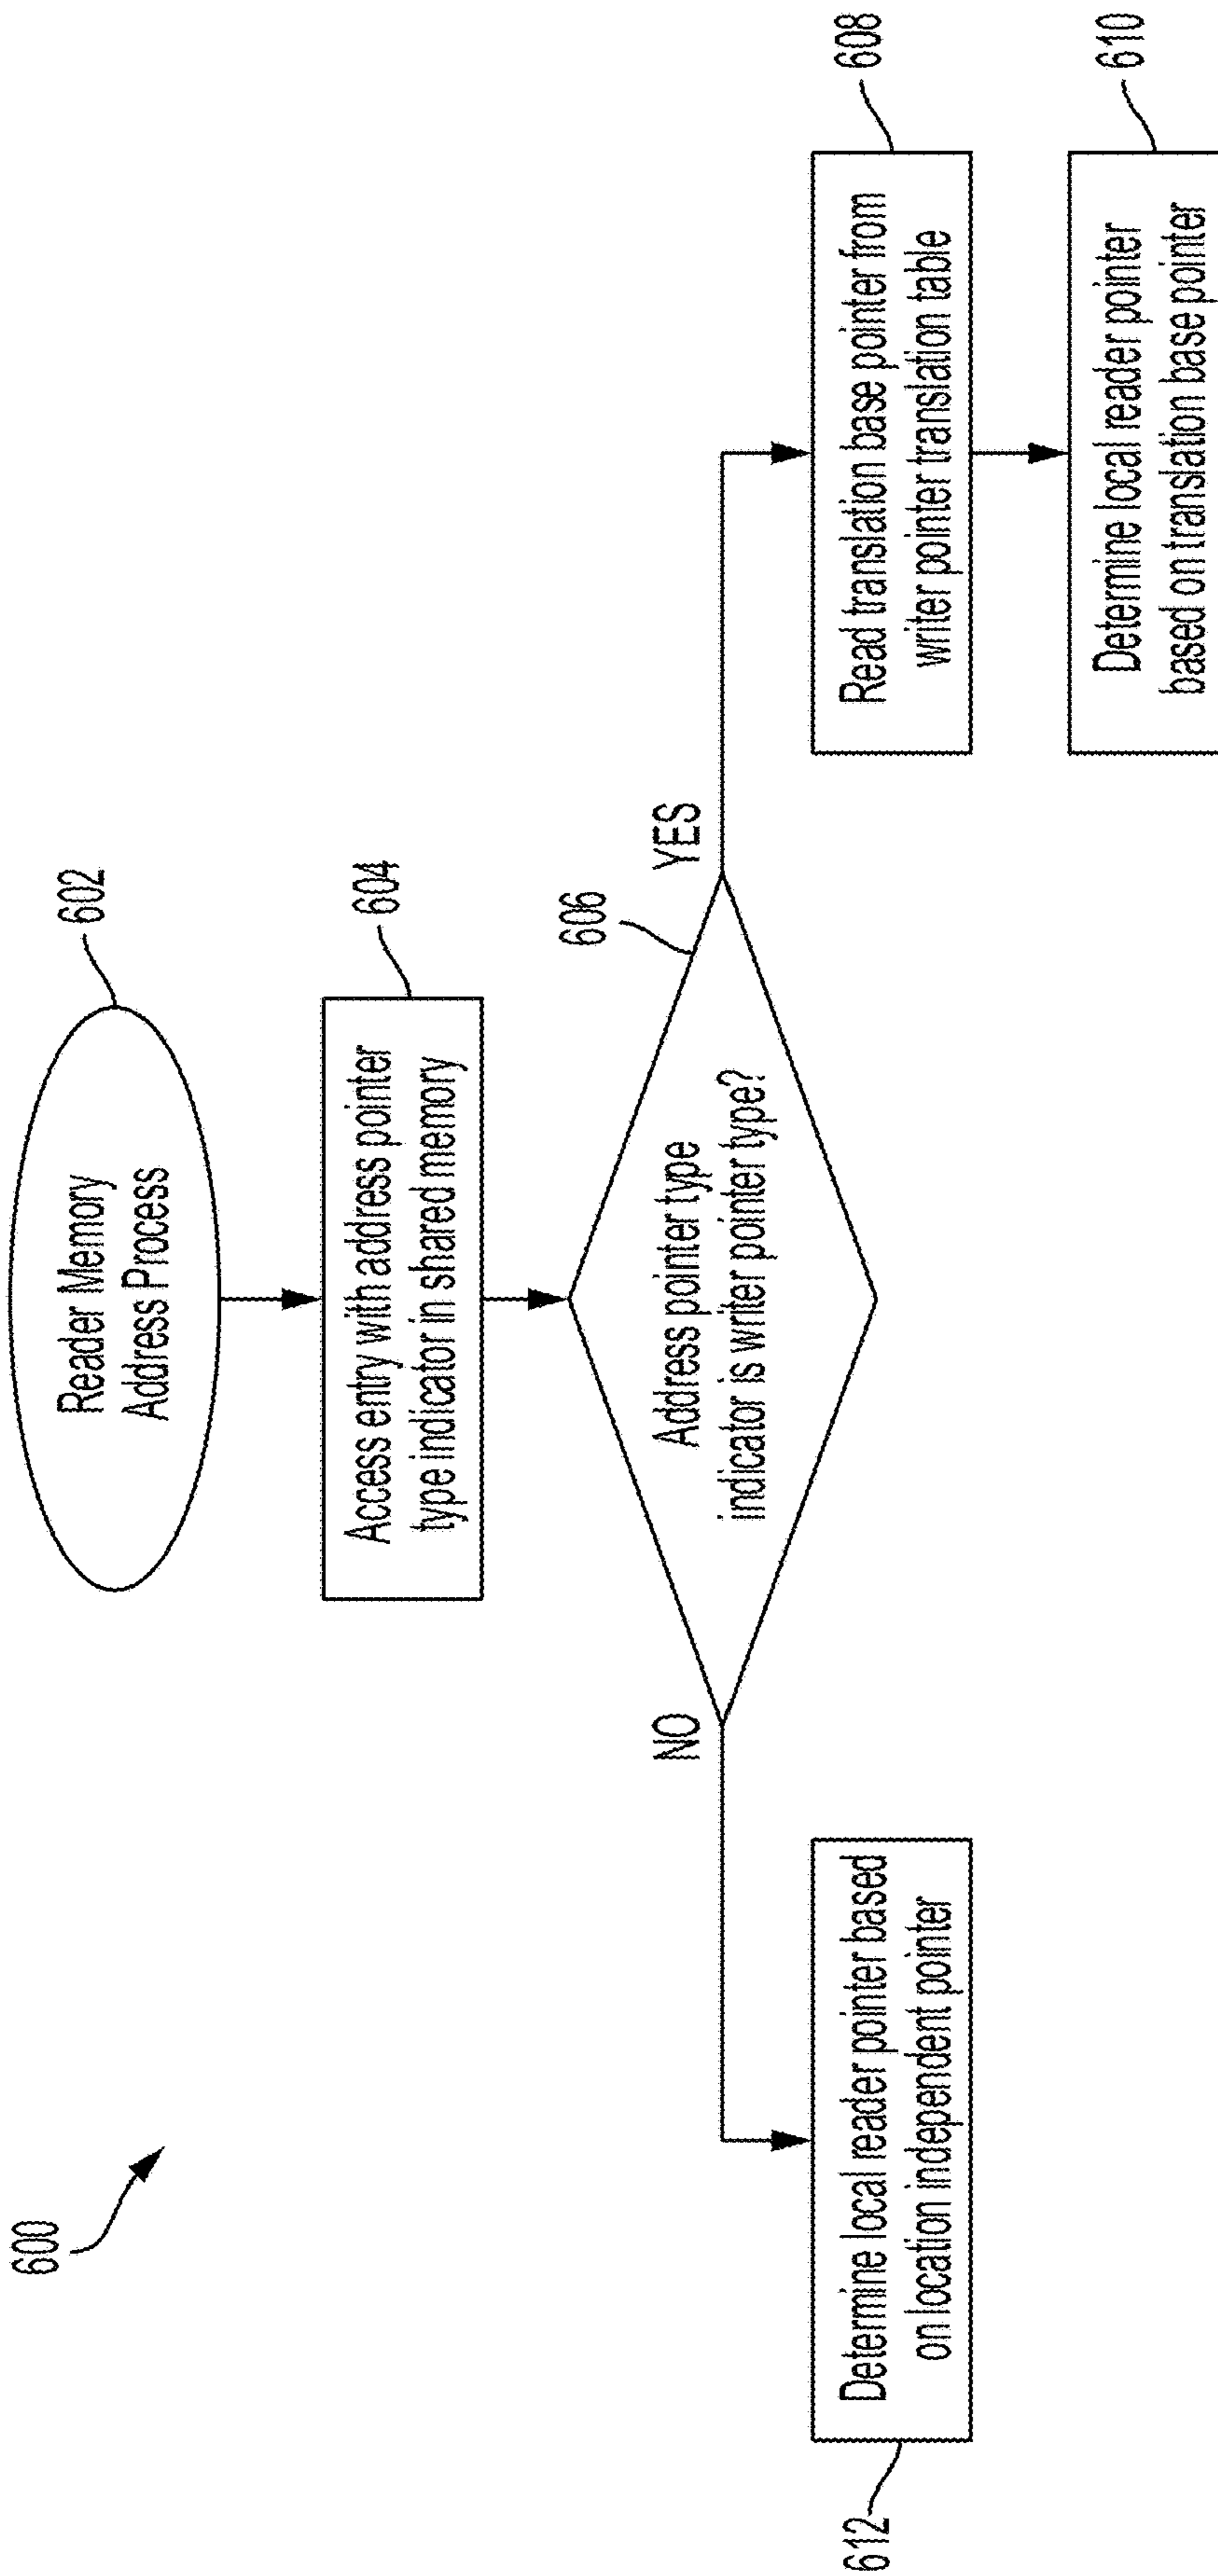 600
602
Reader Memory
Address Process
604
Access entry with address pointer
type indicator in shared memory
606
Address pointer type
indicator is writer pointer type?
NO
YES
612
Determine local reader pointer based
on location independent pointer
608
Read translation base pointer from
writer pointer translation table
610
Determine local reader pointer
based on translation base pointer